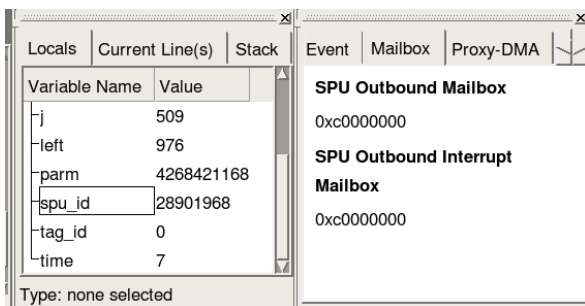 Locals Current Line(s) Stack
Variable Name Value
j 509
left 976
parm 4268421168
spu_id 28901968
tag_id 0
time 7
Type: none selected
Event Mailbox Proxy-DMA
SPU Outbound Mailbox
0xc0000000
SPU Outbound Interrupt
Mailbox
0xc0000000